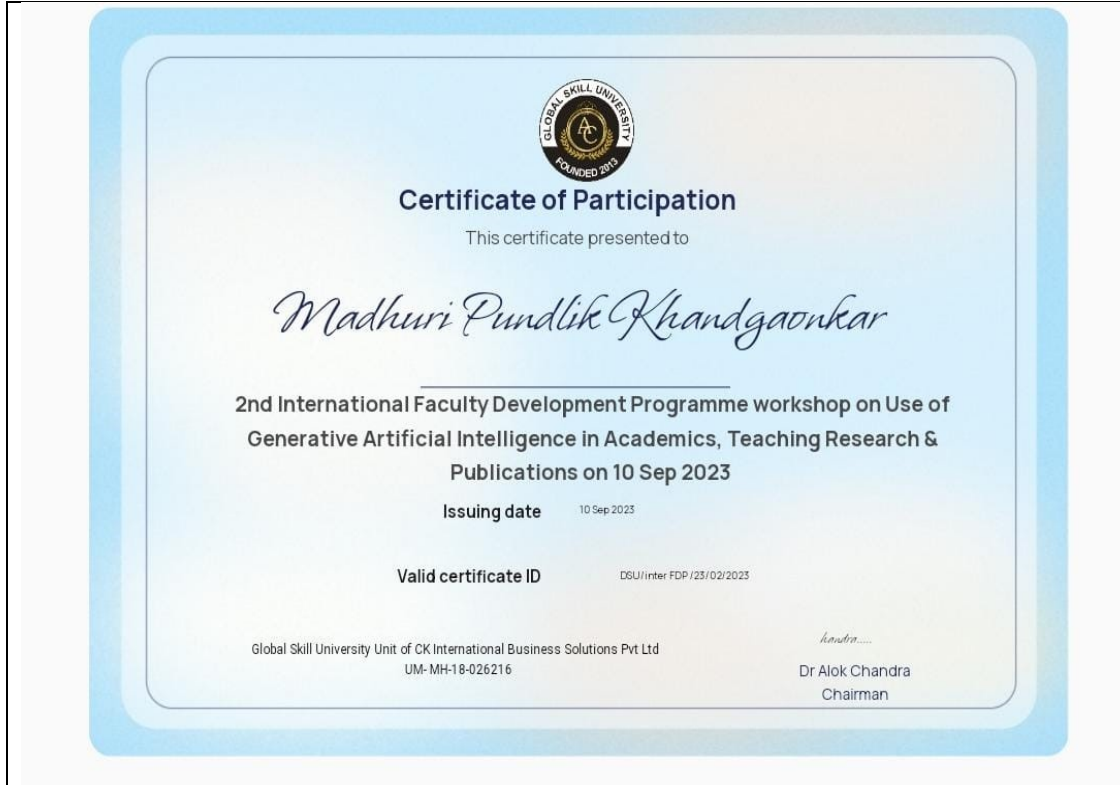 GLOBAL SKILL UNIVERSITY
AC
FOUNDED 2013
Certificate of Participation
This certificate presented to
Madhuri Pundlik Khandgaonkar
2nd International Faculty Development Programme workshop on Use of
Generative Artificial Intelligence in Academics, Teaching Research &
Publications on 10 Sep 2023
Issuing date 10 Sep 2023
Valid certificate ID DSU/inter FDP /23/02/2023
handra.....
Global Skill University Unit of CK International Business Solutions Pvt Ltd
UM- MH-18-026216
Dr Alok Chandra
Chairman